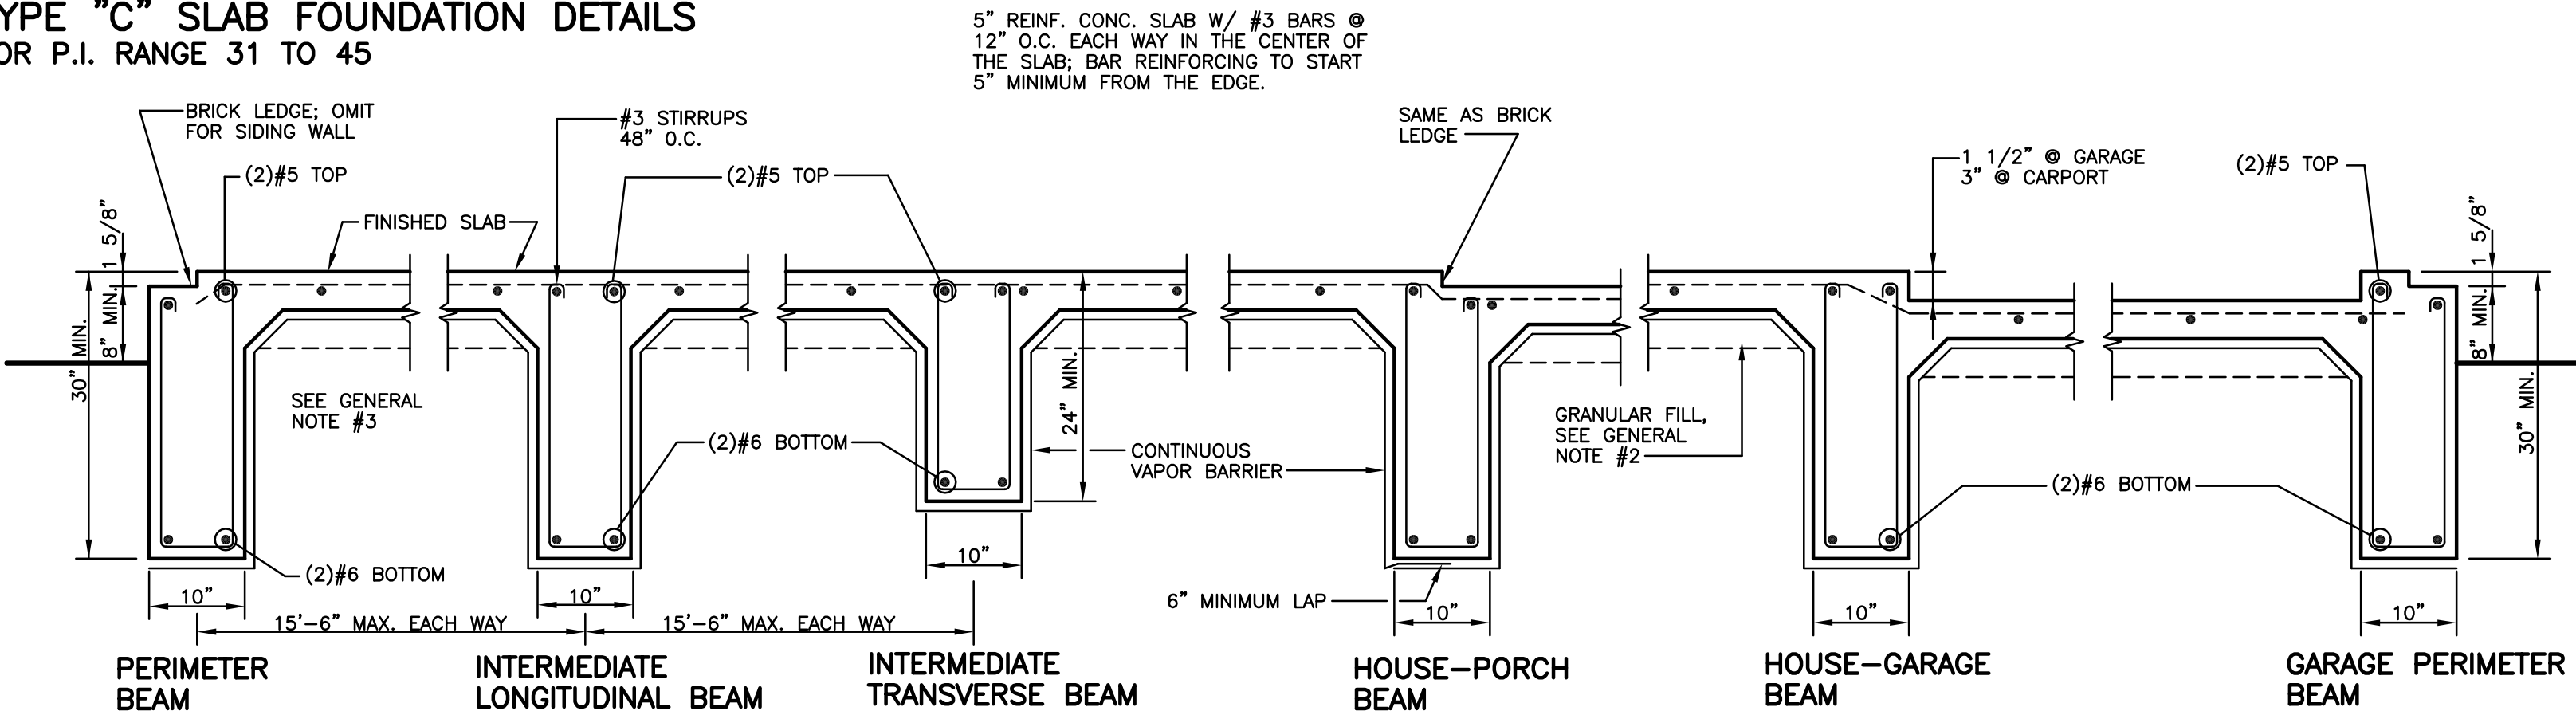 YPE "C" SLAB FOUNDATION DETAILS
OR P.I. RANGE 31 TO 45
5" REINF. CONC. SLAB W/ #3 BARS @
12" O.C. EACH WAY IN THE CENTER OF
THE SLAB; BAR REINFORCING TO START
5" MINIMUM FROM THE EDGE.
BRICK LEDGE; OMIT
FOR SIDING WALL
(2)#5 TOP
#3 STIRRUPS
48" O.C.
(2)#5 TOP
SAME AS BRICK
LEDGE
1 1/2" @ GARAGE
3" @ CARPORT
(2)#5 TOP
FINISHED SLAB
1 5/8"
8" MIN.
30" MIN.
1 5/8"
8" MIN.
30" MIN.
SEE GENERAL
NOTE #3
(2)#6 BOTTOM
24" MIN.
CONTINUOUS
VAPOR BARRIER
GRANULAR FILL,
SEE GENERAL
NOTE #2
(2)#6 BOTTOM
(2)#6 BOTTOM
6" MINIMUM LAP
10"
10"
10"
10"
10"
10"
15'-6" MAX. EACH WAY
15'-6" MAX. EACH WAY
PERIMETER
BEAM
INTERMEDIATE
LONGITUDINAL BEAM
INTERMEDIATE
TRANSVERSE BEAM
HOUSE-PORCH
BEAM
HOUSE-GARAGE
BEAM
GARAGE PERIMETER
BEAM